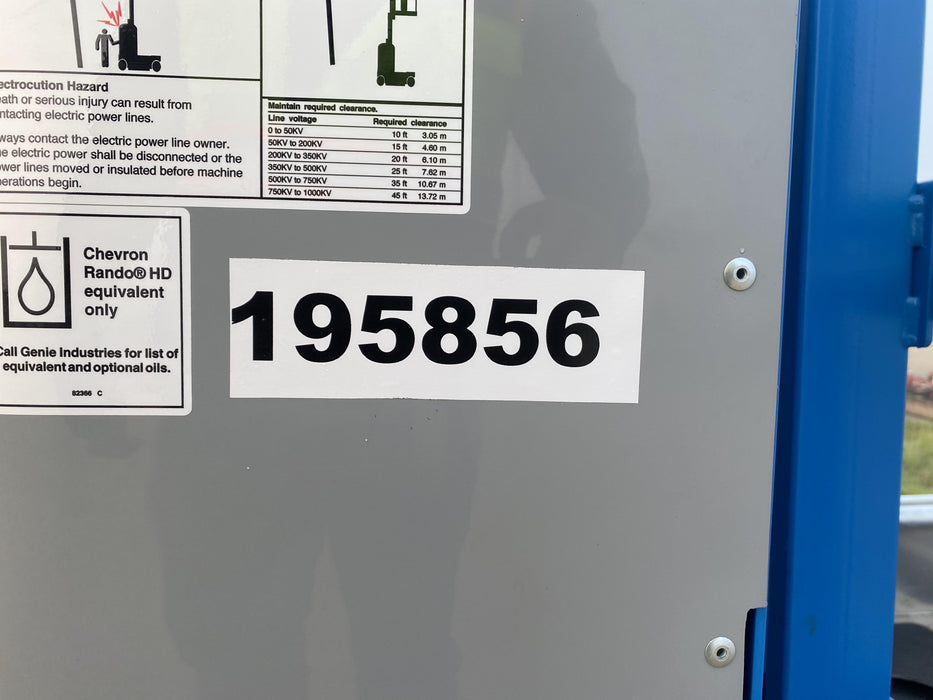 ectrocution Hazard
ath or serious injury can result from
ntacting electric power lines.
ways contact the electric power line owner.
e electric power shall be disconnected or the
wer lines moved or insulated before machine
erations begin.
Maintain required clearance.
Line voltage Required clearance
0 to 50KV 10 ft 3.05 m
50KV to 200KV 15 ft 4.60 m
200KV to 350KV 20 ft 6.10 m
350KV to 500KV 25 ft 7.62 m
500KV to 750KV 35 ft 10.67 m
750KV to 1000KV 45 ft 13.72 m
Chevron
Rando® HD
equivalent
only
Call Genie Industries for list of
equivalent and optional oils.
82366 C
195856